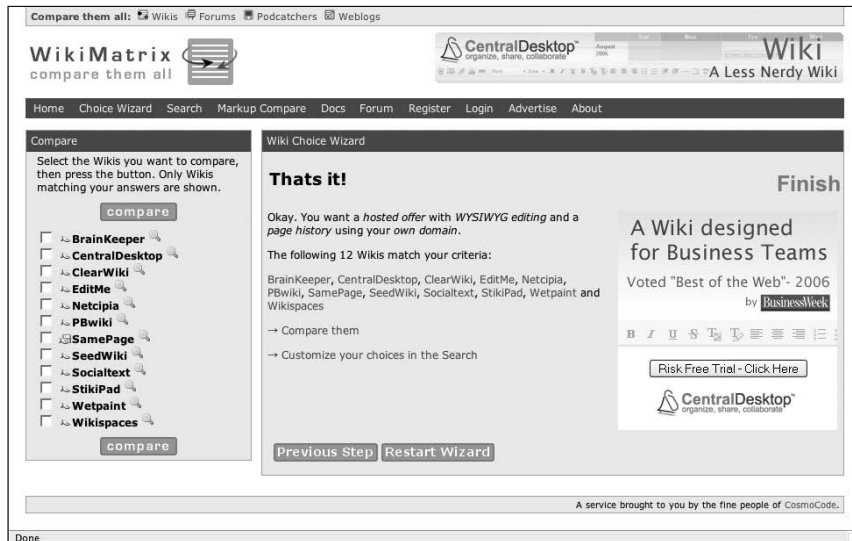 Compare them all: Wikis Forums Podcatchers Weblogs
WikiMatrix
compare them all
CentralDesktop™
organize, share, collaborate
August
2006
Wiki
A Less Nerdy Wiki
Home Choice Wizard Search Markup Compare Docs Forum Register Login Advertise About
Compare
Select the Wikis you want to compare,
then press the button. Only Wikis
matching your answers are shown.
compare
BrainKeeper
CentralDesktop
ClearWiki
EditMe
Netcipia
PBwiki
SamePage
SeedWiki
Socialtext
StikiPad
Wetpaint
Wikispaces
compare
Wiki Choice Wizard
Thats it!
Finish
Okay. You want a hosted offer with WYSIWYG editing and a
page history using your own domain.
The following 12 Wikis match your criteria:
BrainKeeper, CentralDesktop, ClearWiki, EditMe, Netcipia,
PBwiki, SamePage, SeedWiki, Socialtext, StikiPad, Wetpaint and
Wikispaces
→ Compare them
→ Customize your choices in the Search
Previous Step Restart Wizard
A Wiki designed
for Business Teams
Voted "Best of the Web"- 2006
by BusinessWeek
B I U S
Risk Free Trial - Click Here
CentralDesktop™
organize, share, collaborate
A service brought to you by the fine people of CosmoCode.
Done